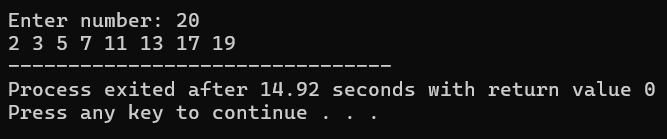 Enter number: 20
2 3 5 7 11 13 17 19
--------------------------------
Process exited after 14.92 seconds with return value 0
Press any key to continue . . .